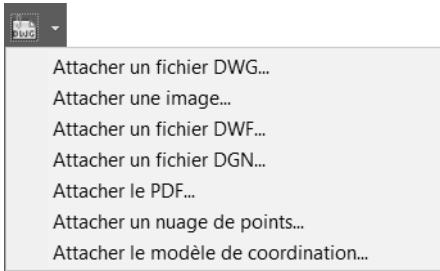 DWG
Attacher un fichier DWG...
Attacher une image...
Attacher un fichier DWF...
Attacher un fichier DGN...
Attacher le PDF...
Attacher un nuage de points...
Attacher le modèle de coordination...